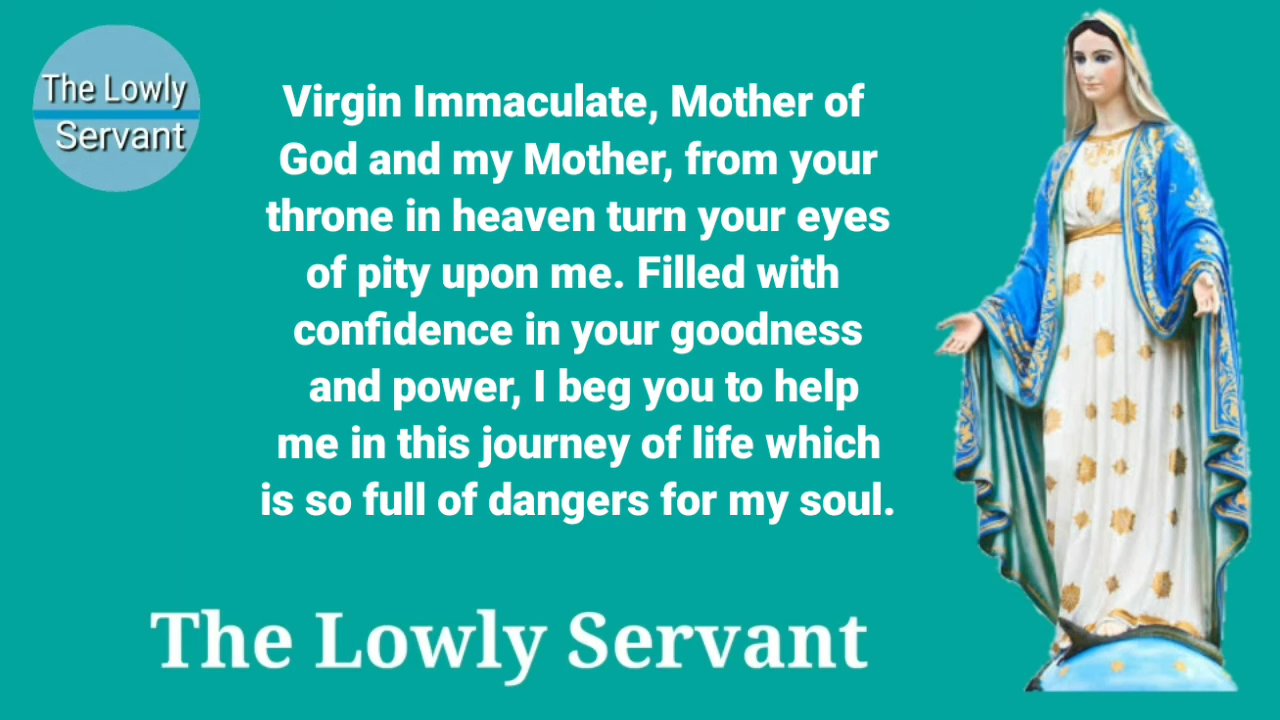 The Lowly
Servant
Virgin Immaculate, Mother of
God and my Mother, from your
throne in heaven turn your eyes
of pity upon me. Filled with
confidence in your goodness
and power, I beg you to help
me in this journey of life which
is so full of dangers for my soul.
The Lowly Servant